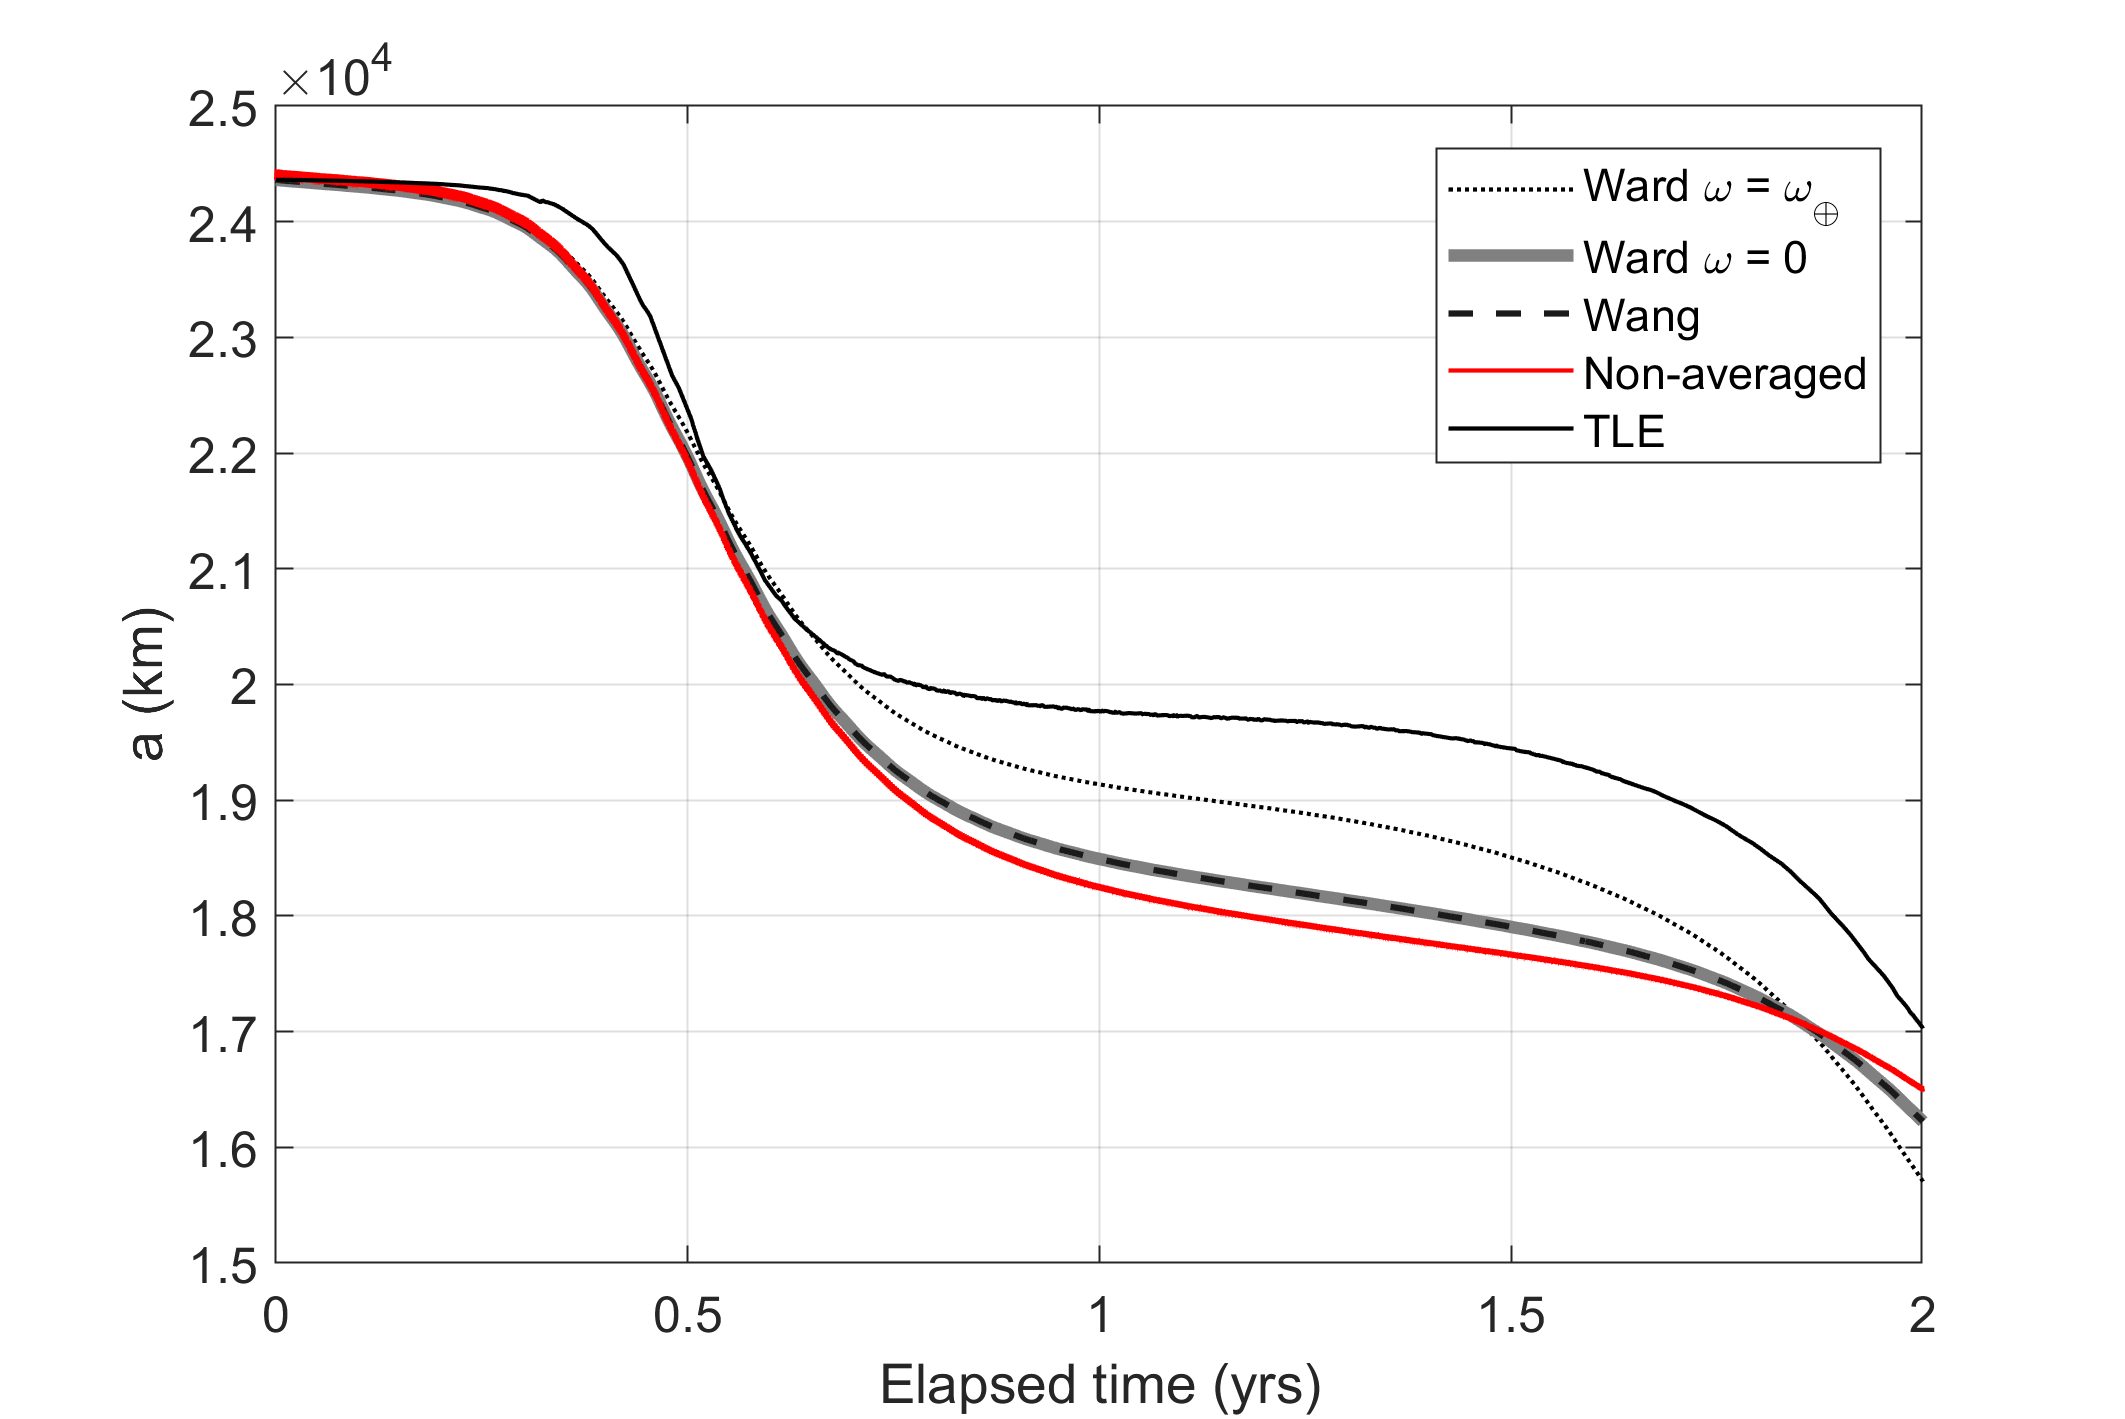 ×10⁴
2.5
2.4
2.3
2.2
2.1
2
1.9
1.8
1.7
1.6
1.5
a (km)
0 0.5 1 1.5 2
Elapsed time (yrs)
Ward ω = ω⊕
Ward ω = 0
Wang
Non-averaged
TLE